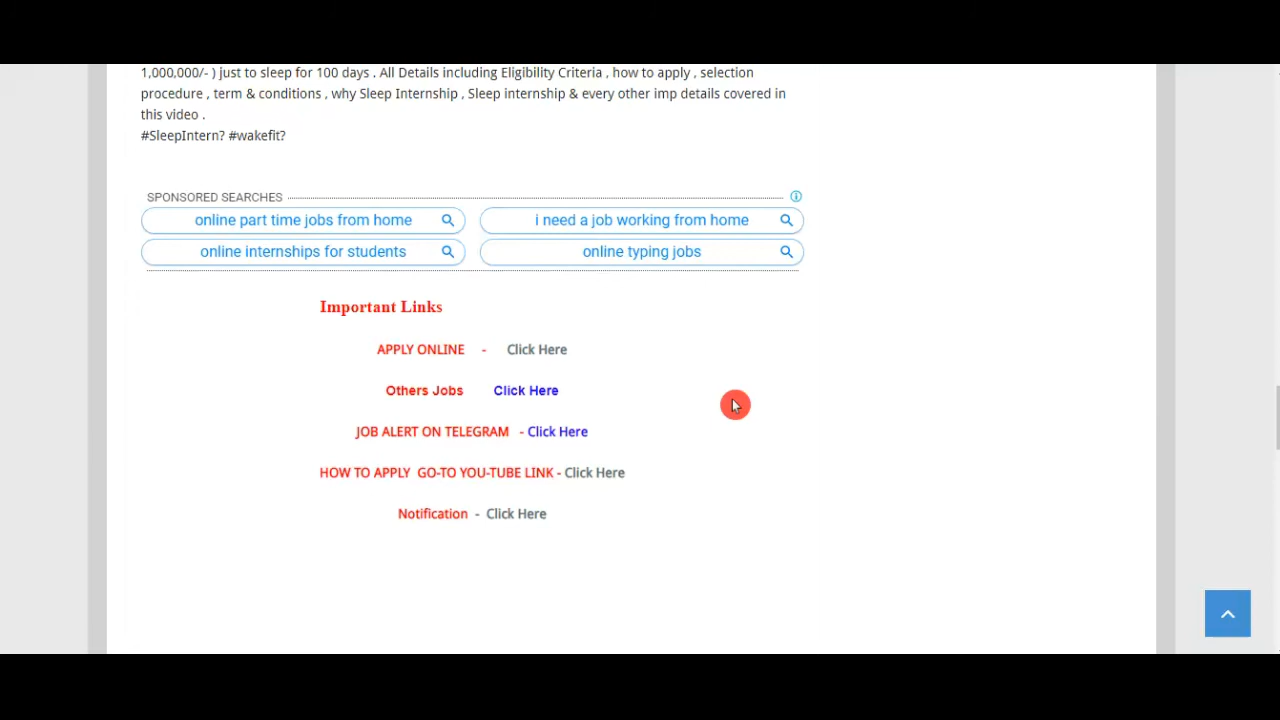 1,000,000/- ) just to sleep for 100 days . All Details including Eligibility Criteria , how to apply , selection
procedure , term & conditions , why Sleep Internship , Sleep internship & every other imp details covered in
this video .
#SleepIntern? #wakefit?
SPONSORED SEARCHES
online part time jobs from home
i need a job working from home
online internships for students
online typing jobs
Important Links
APPLY ONLINE - Click Here
Others Jobs Click Here
JOB ALERT ON TELEGRAM - Click Here
HOW TO APPLY GO-TO YOU-TUBE LINK - Click Here
Notification - Click Here